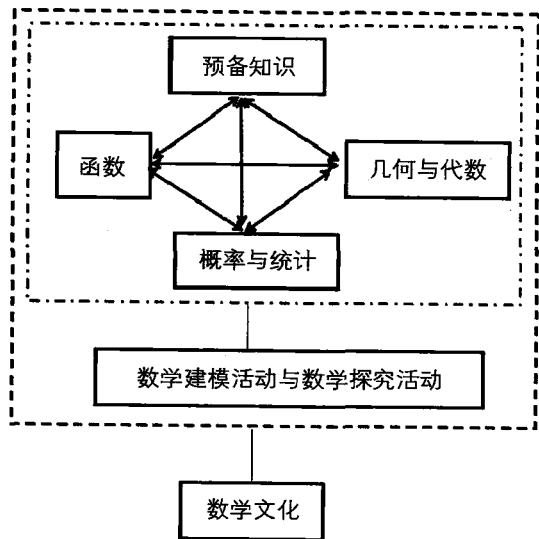 预备知识
函数
几何与代数
概率与统计
数学建模活动与数学探究活动
数学文化